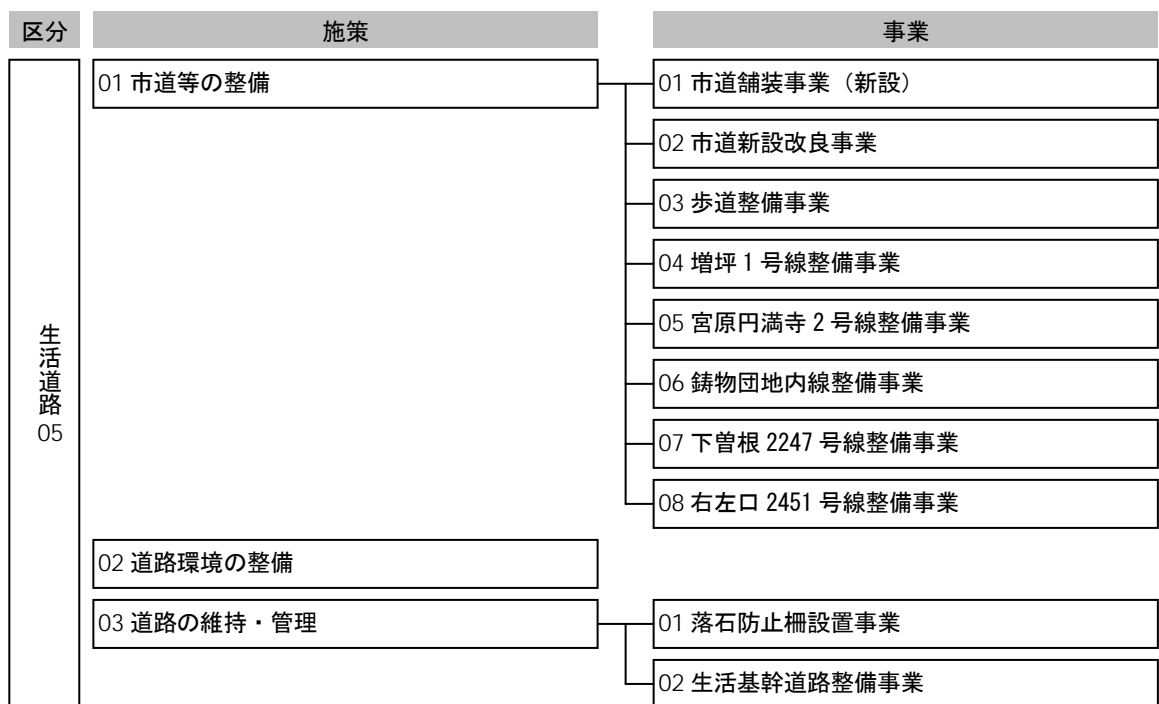 区分
施策
事業
生活道路
05
01 市道等の整備
01 市道舗装事業（新設）
02 市道新設改良事業
03 歩道整備事業
04 増坪 1 号線整備事業
05 宮原円満寺 2 号線整備事業
06 鋳物団地内線整備事業
07 下曽根 2247 号線整備事業
08 右左口 2451 号線整備事業
02 道路環境の整備
03 道路の維持・管理
01 落石防止柵設置事業
02 生活基幹道路整備事業